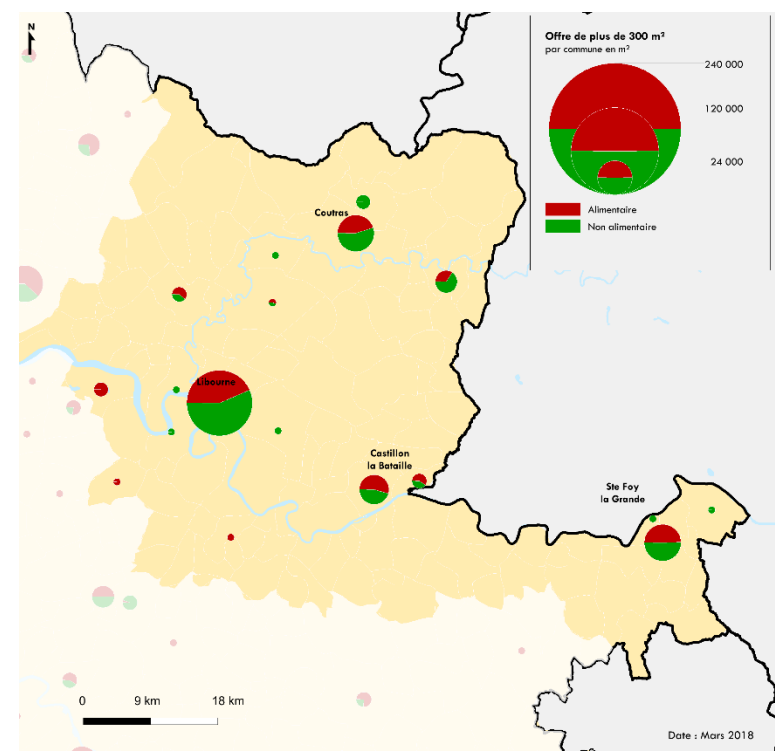 N
Offre de plus de 300 m²
par commune en m²
240 000
120 000
24 000
Alimentaire
Non alimentaire
Coutras
Libourne
Castillon
la Bataille
Ste Foy
la Grande
0 9 km 18 km
Date : Mars 2018